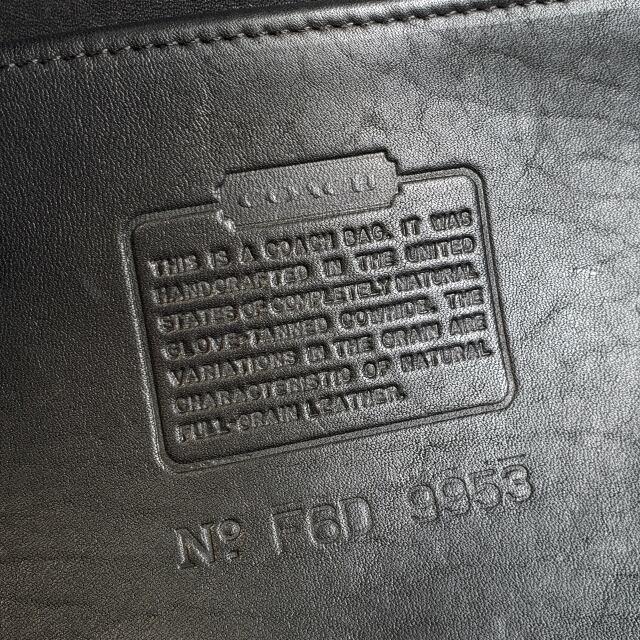 COACH
THIS IS A COACH BAG. IT WAS
HANDCRAFTED IN THE UNITED
STATES OF COMPLETELY NATURAL
GLOVE-TANNED COWHIDE. THE
VARIATIONS IN THE GRAIN ARE
CHARACTERISTIC OF NATURAL
FULL-GRAIN LEATHER.
Nº F6D 9953